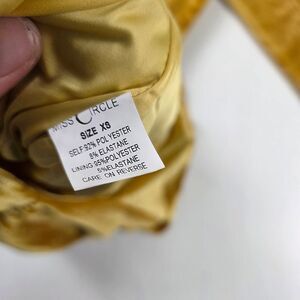 MISS CIRCLE
SIZE XS
SELF:92% POLYESTER
8% ELASTANE
LINING:95%POLYESTER
5%ELASTANE
CARE ON REVERSE